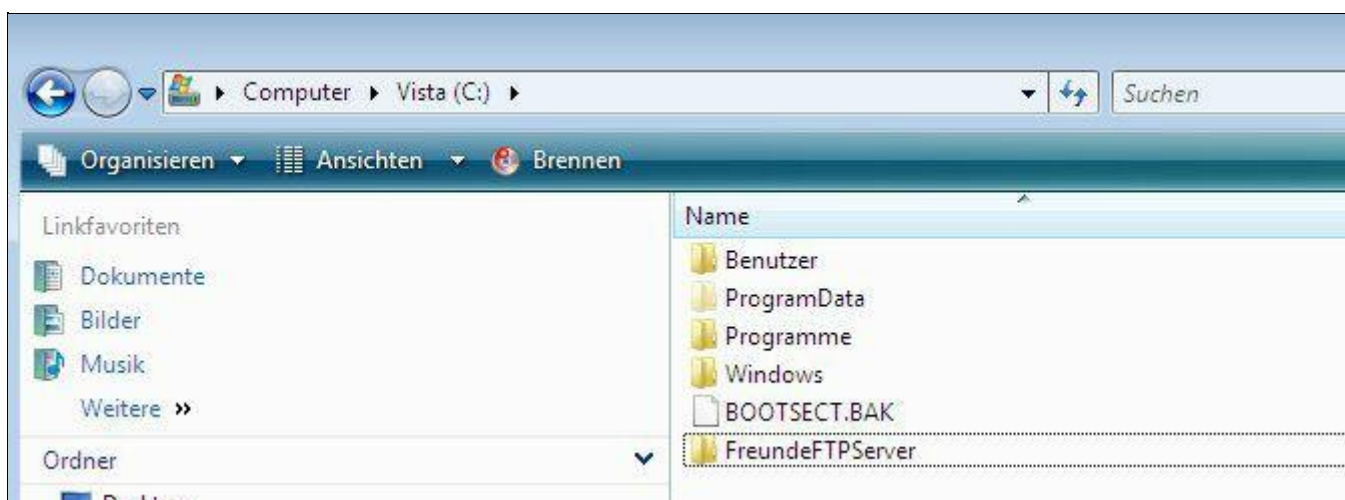 Computer Vista (C:) Suchen
Organisieren Ansichten Brennen
Linkfavoriten
Dokumente
Bilder
Musik
Weitere »
Ordner
Name
Benutzer
ProgramData
Programme
Windows
BOOTSECT.BAK
FreundeFTPServer